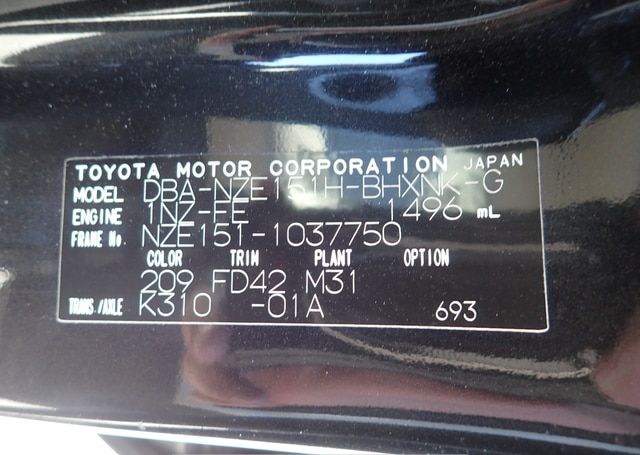 TOYOTA MOTOR CORPORATION JAPAN
MODEL DBA-NZE151H-BHXNK-G
ENGINE 1NZ-FE 1496 mL
FRAME No. NZE151-1037750
COLOR TRIM PLANT OPTION
209 FD42 M31
TRANS./AXLE K310 -01A 693